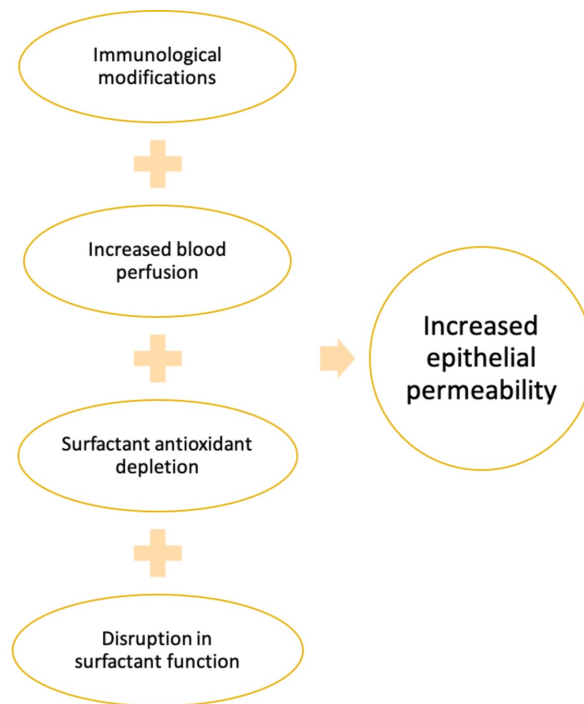 Immunological
modifications
Increased blood
perfusion
Increased
epithelial
permeability
Surfactant antioxidant
depletion
Disruption in
surfactant function